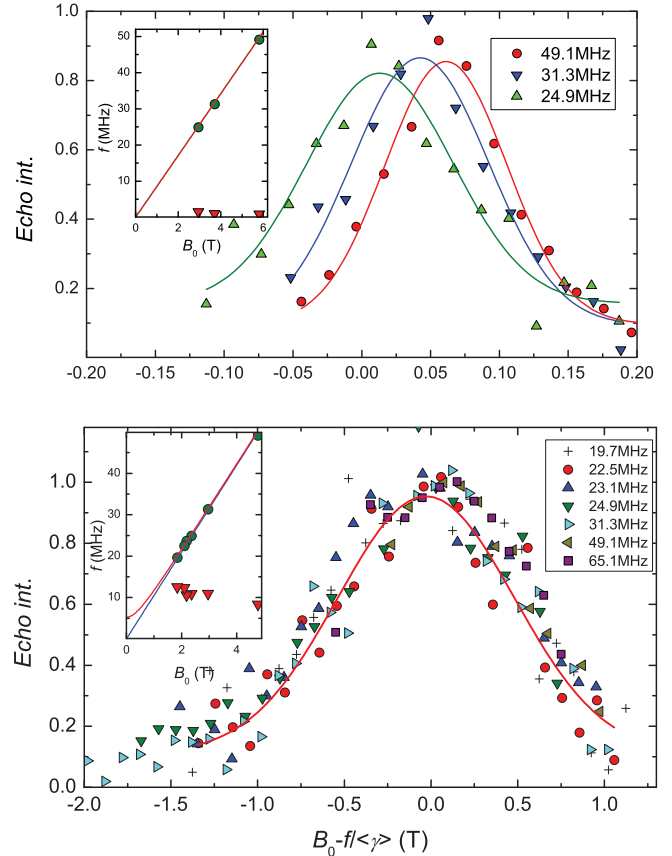 1.0
0.8
0.6
0.4
0.2
Echo int.
-0.20
-0.15
-0.10
-0.05
0.00
0.05
0.10
0.15
0.20
49.1MHz
31.3MHz
24.9MHz
50
40
30
20
10
f (MHz)
0
2
4
6
B0 (T)
1.0
0.8
0.6
0.4
0.2
0.0
Echo int.
-2.0
-1.5
-1.0
-0.5
0.0
0.5
1.0
B0-f/<γ> (T)
19.7MHz
22.5MHz
23.1MHz
24.9MHz
31.3MHz
49.1MHz
65.1MHz
40
30
20
10
f (MHz)
0
2
4
B0 (T)